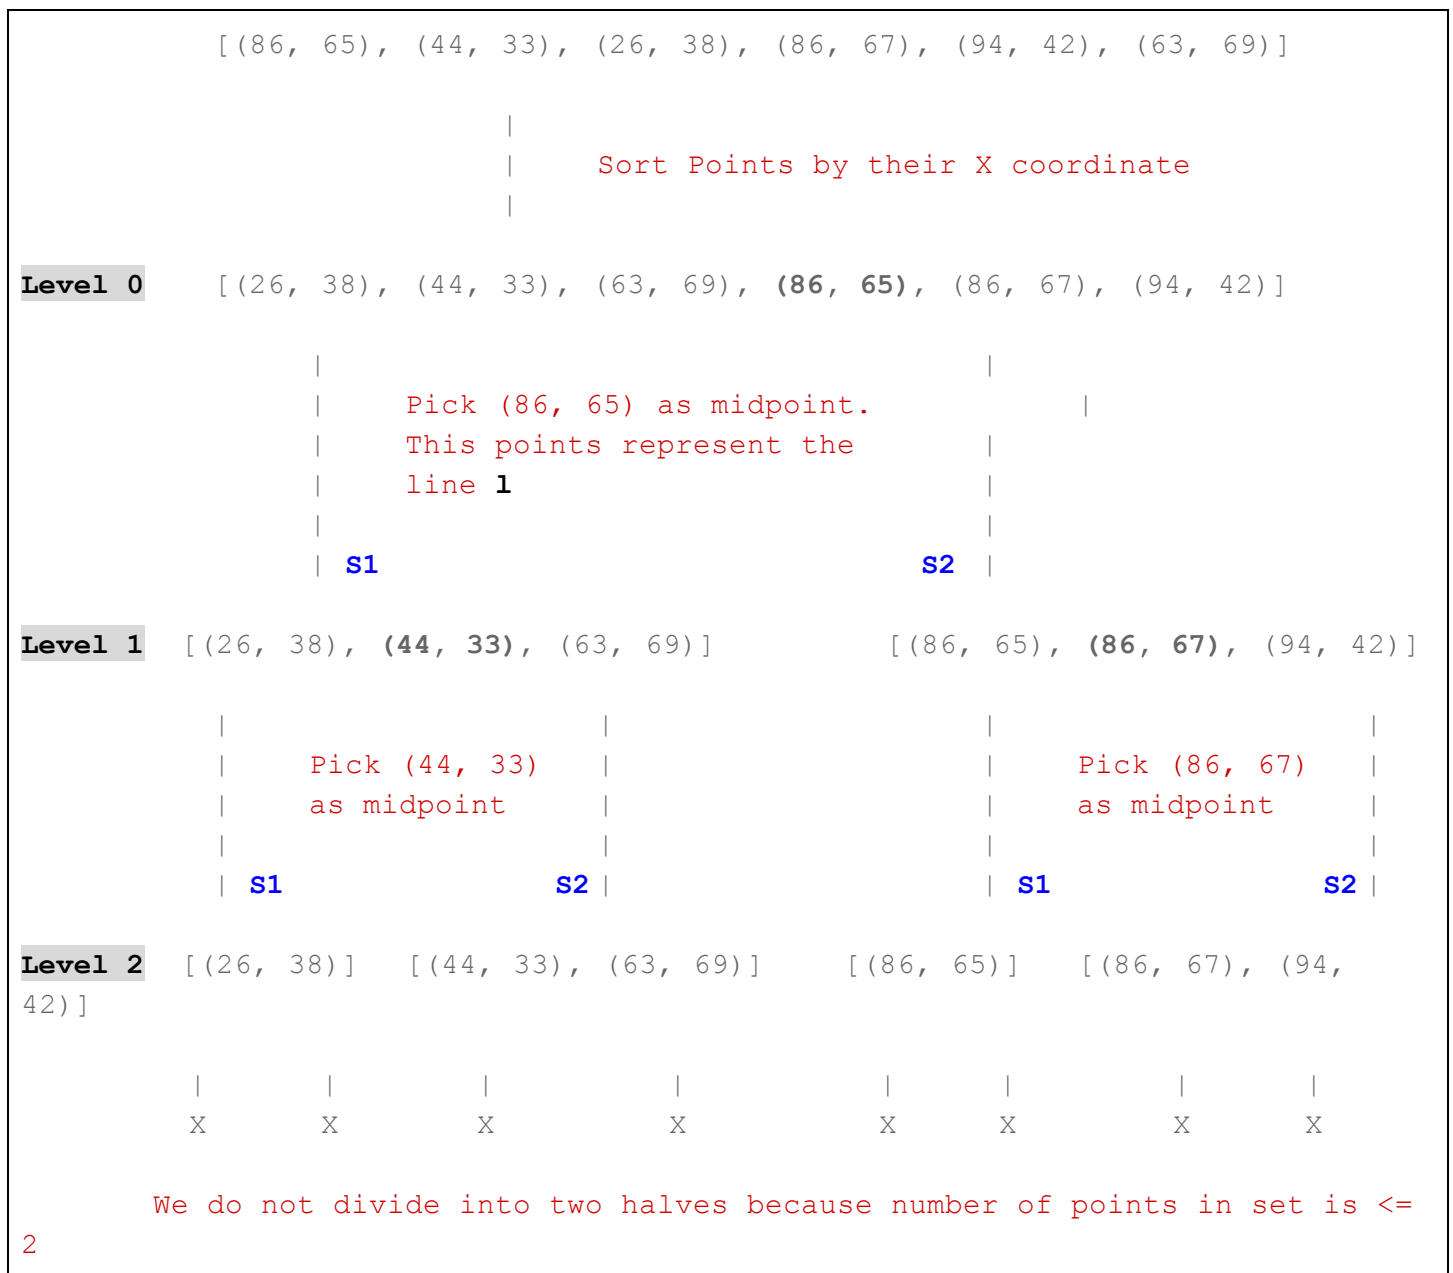 [(86, 65), (44, 33), (26, 38), (86, 67), (94, 42), (63, 69)]
|
| Sort Points by their X coordinate
|
Level 0 [(26, 38), (44, 33), (63, 69), (86, 65), (86, 67), (94, 42)]
| |
| Pick (86, 65) as midpoint. |
| This points represent the |
| line l |
| |
| S1 S2 |
Level 1 [(26, 38), (44, 33), (63, 69)] [(86, 65), (86, 67), (94, 42)]
| | | |
| Pick (44, 33) | | Pick (86, 67) |
| as midpoint | | as midpoint |
| | | |
| S1 S2 | | S1 S2 |
Level 2 [(26, 38)] [(44, 33), (63, 69)] [(86, 65)] [(86, 67), (94,
42)]
| | | | | | | |
X X X X X X X X
We do not divide into two halves because number of points in set is <=
2